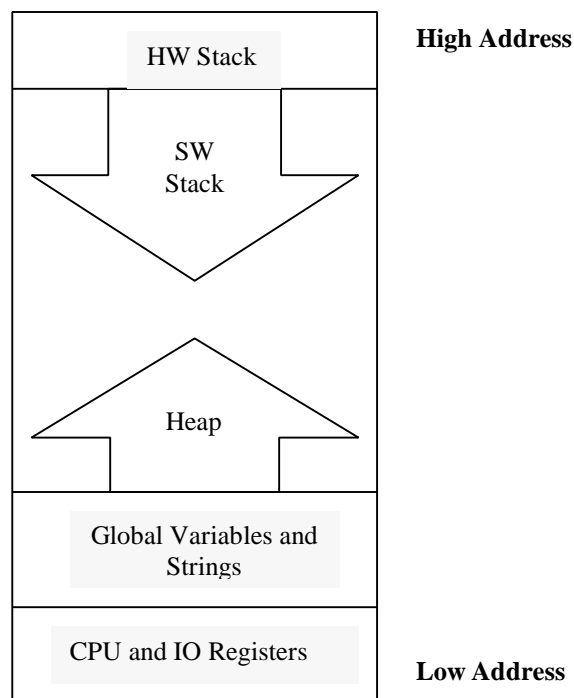 High Address
HW Stack
SW
Stack
Heap
Global Variables and
Strings
CPU and IO Registers
Low Address